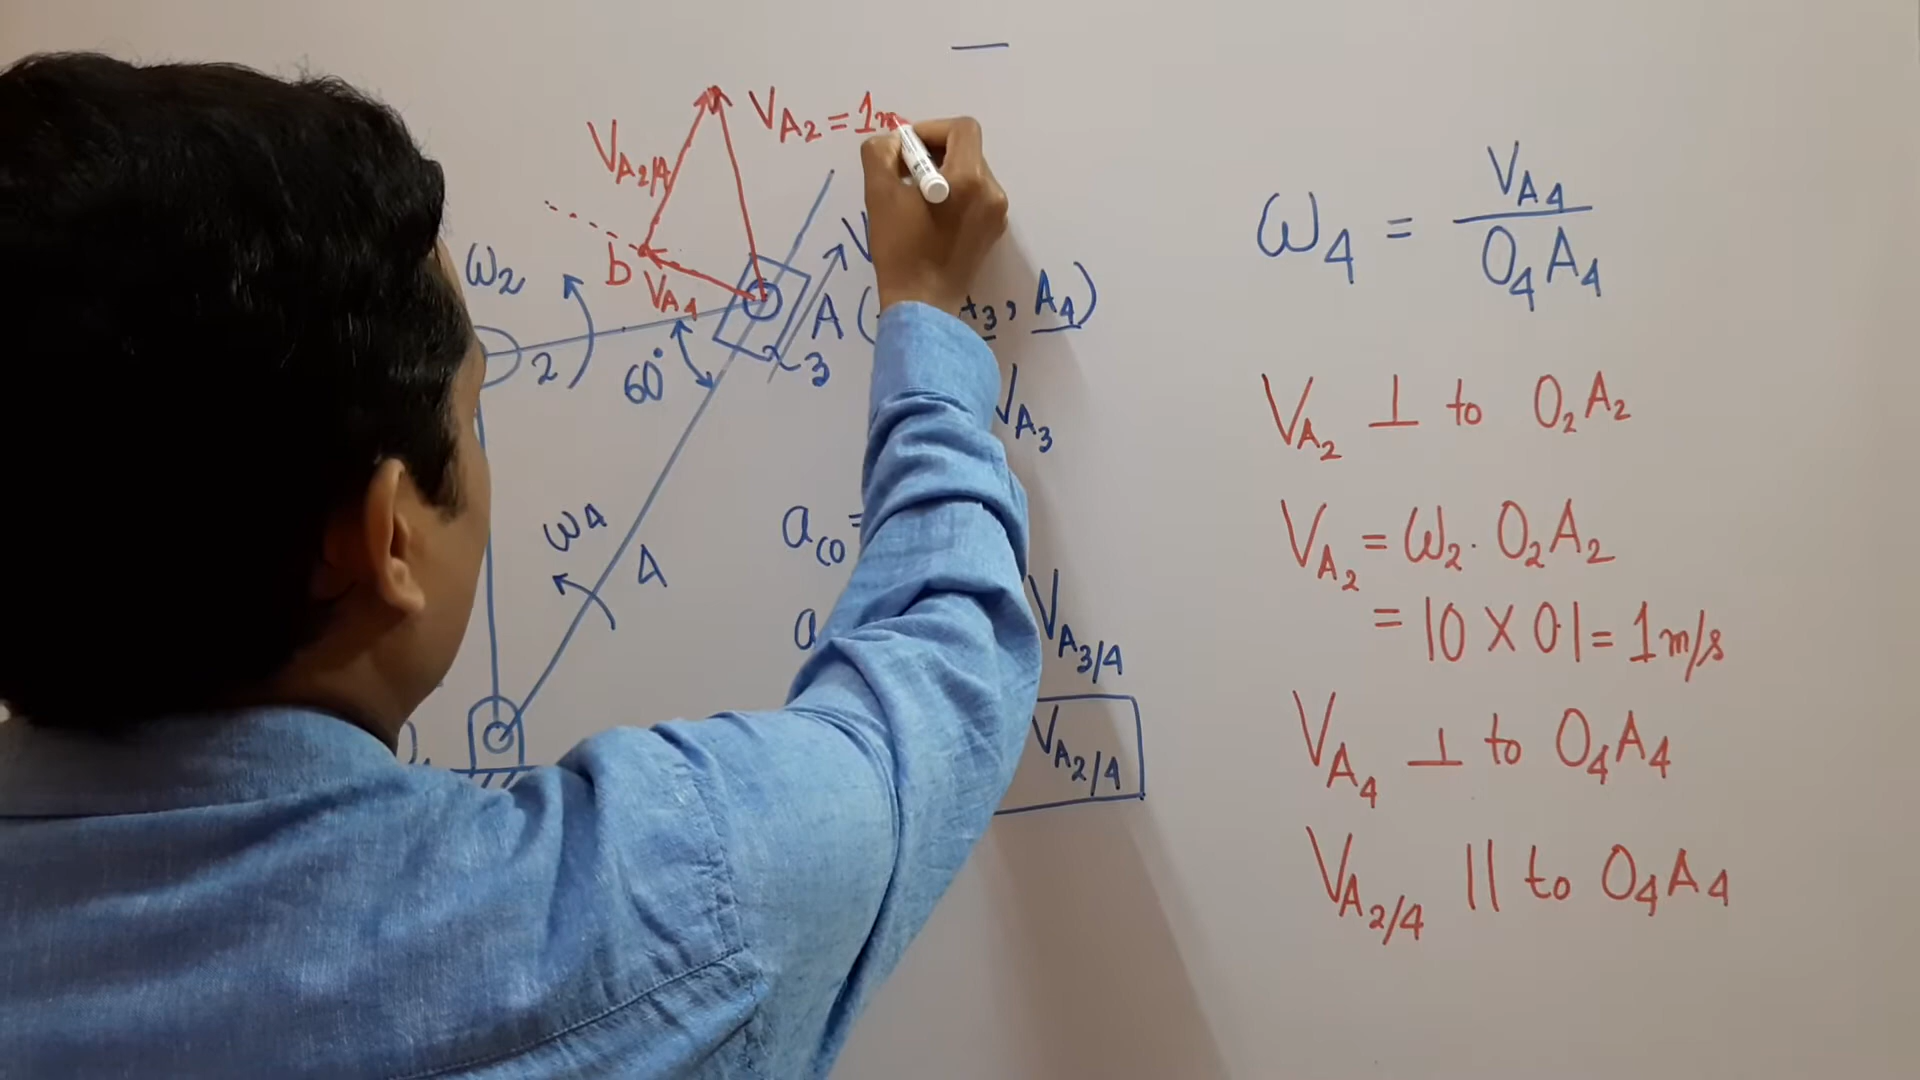 V_A2 = 1m
V_A2/4
ω2
b
V_A4
2
60°
3
A ( A3, A4)
V_A3
ω4
4
a_co =
a
V_A3/4
V_A2/4
ω4 = V_A4 / O4A4
V_A2 ⊥ to O2A2
V_A2 = ω2. O2A2
= 10 X 0.1 = 1m/s
V_A4 ⊥ to O4A4
V_A2/4 || to O4A4